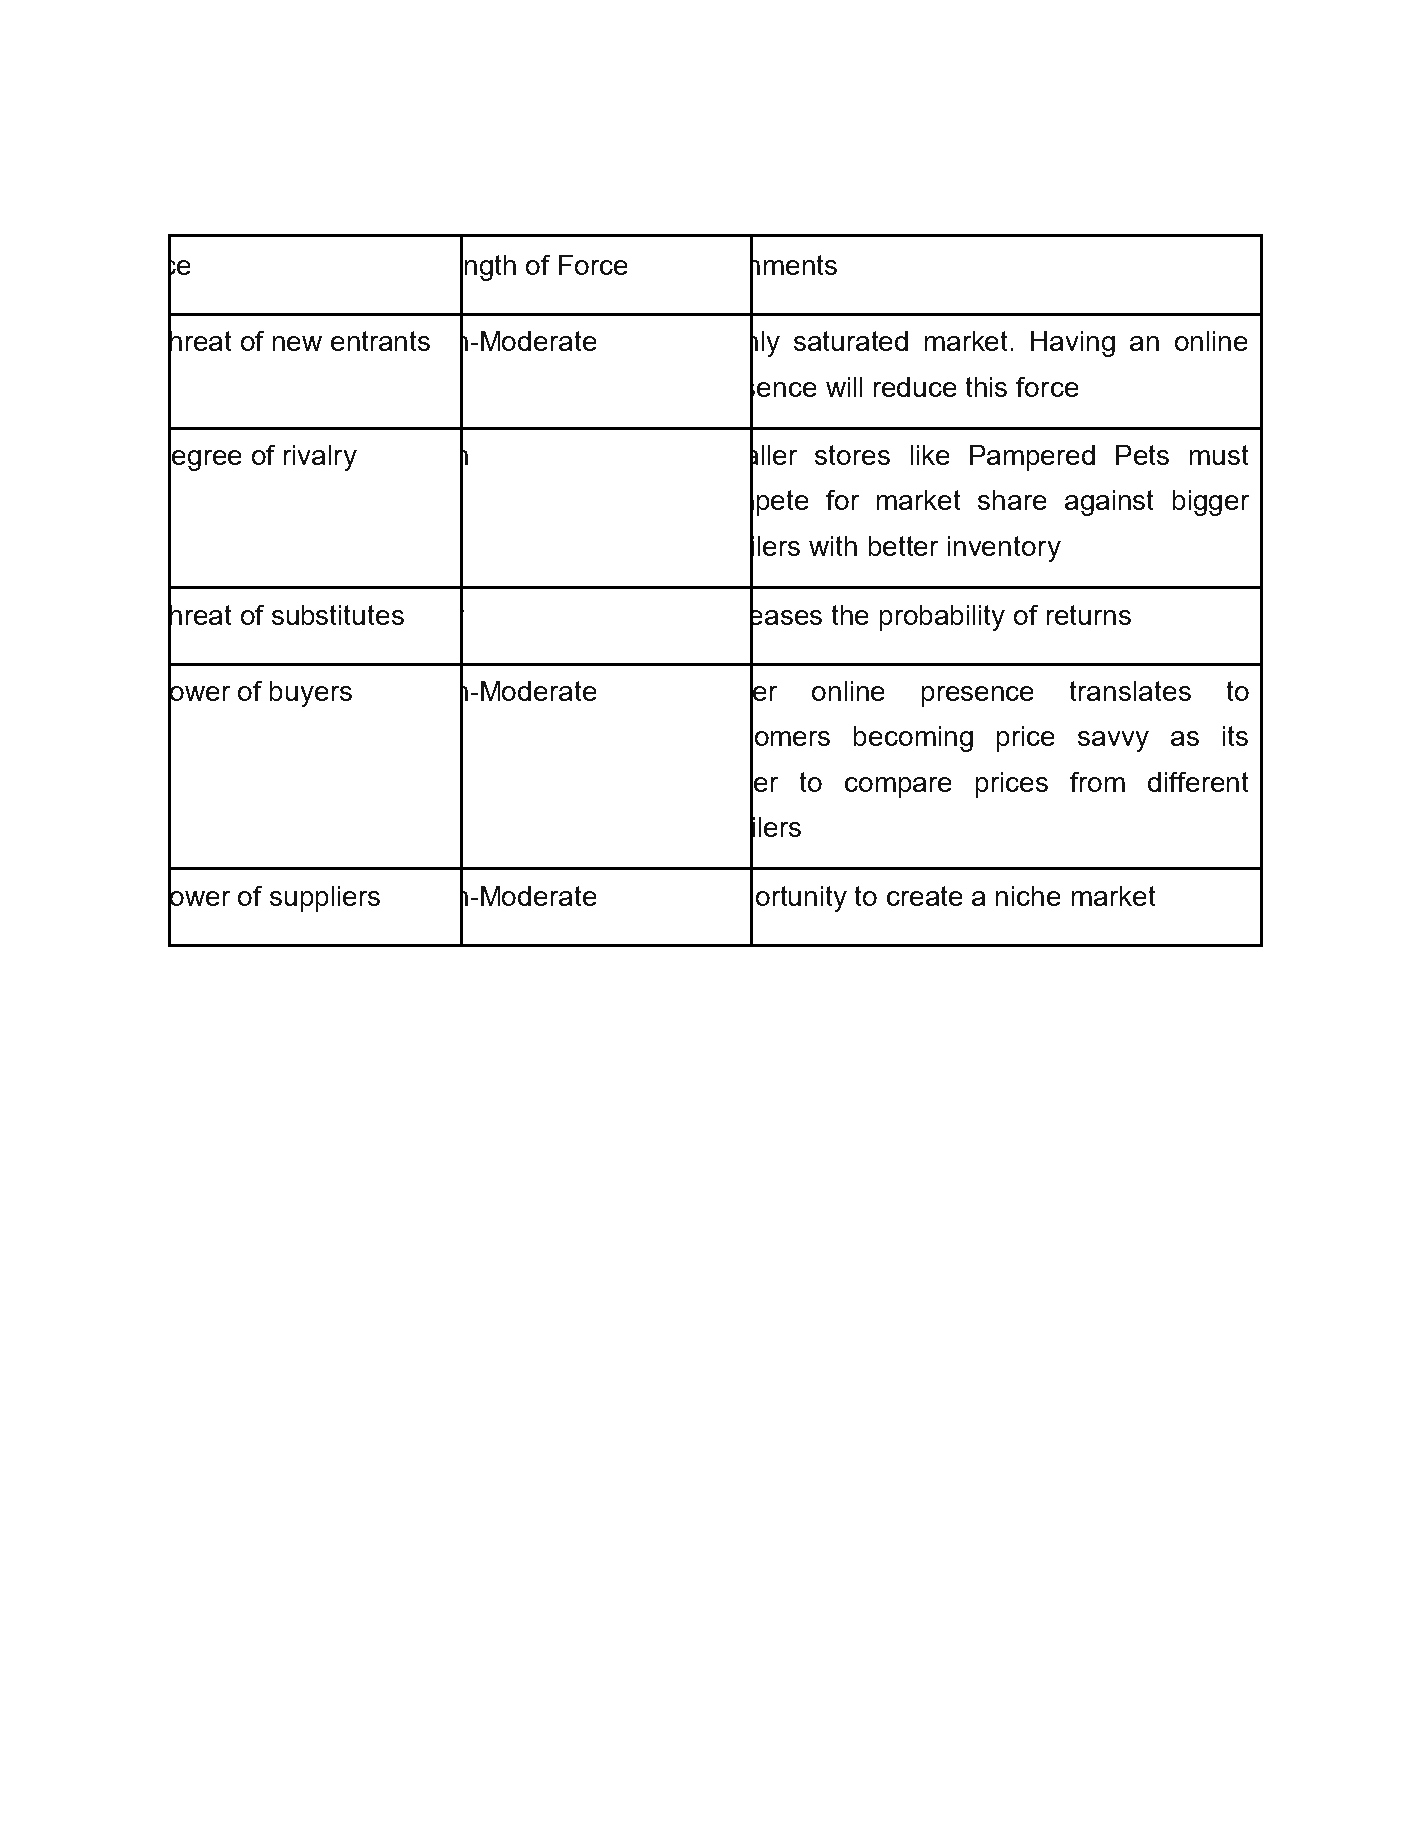 ce ngth of Force nments
hreat of new entrants n-Moderate nly saturated market. Having an online
sence will reduce this force
egree of rivalry n aller stores like Pampered Pets must
pete for market share against bigger
ilers with better inventory
hreat of substitutes eases the probability of returns
ower of buyers n-Moderate er online presence translates to
omers becoming price savvy as its
er to compare prices from different
ilers
ower of suppliers n-Moderate ortunity to create a niche market